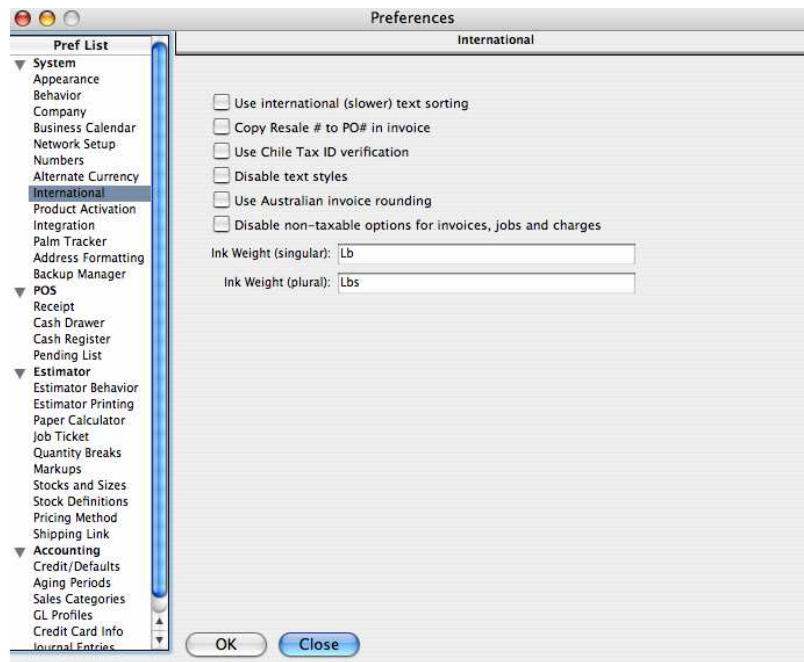 Preferences
Pref List
System
Appearance
Behavior
Company
Business Calendar
Network Setup
Numbers
Alternate Currency
International
Product Activation
Integration
Palm Tracker
Address Formatting
Backup Manager
POS
Receipt
Cash Drawer
Cash Register
Pending List
Estimator
Estimator Behavior
Estimator Printing
Paper Calculator
Job Ticket
Quantity Breaks
Markups
Stocks and Sizes
Stock Definitions
Pricing Method
Shipping Link
Accounting
Credit/Defaults
Aging Periods
Sales Categories
GL Profiles
Credit Card Info
Journal Entries
International
Use international (slower) text sorting
Copy Resale # to PO# in invoice
Use Chile Tax ID verification
Disable text styles
Use Australian invoice rounding
Disable non-taxable options for invoices, jobs and charges
Ink Weight (singular): Lb
Ink Weight (plural): Lbs
OK Close